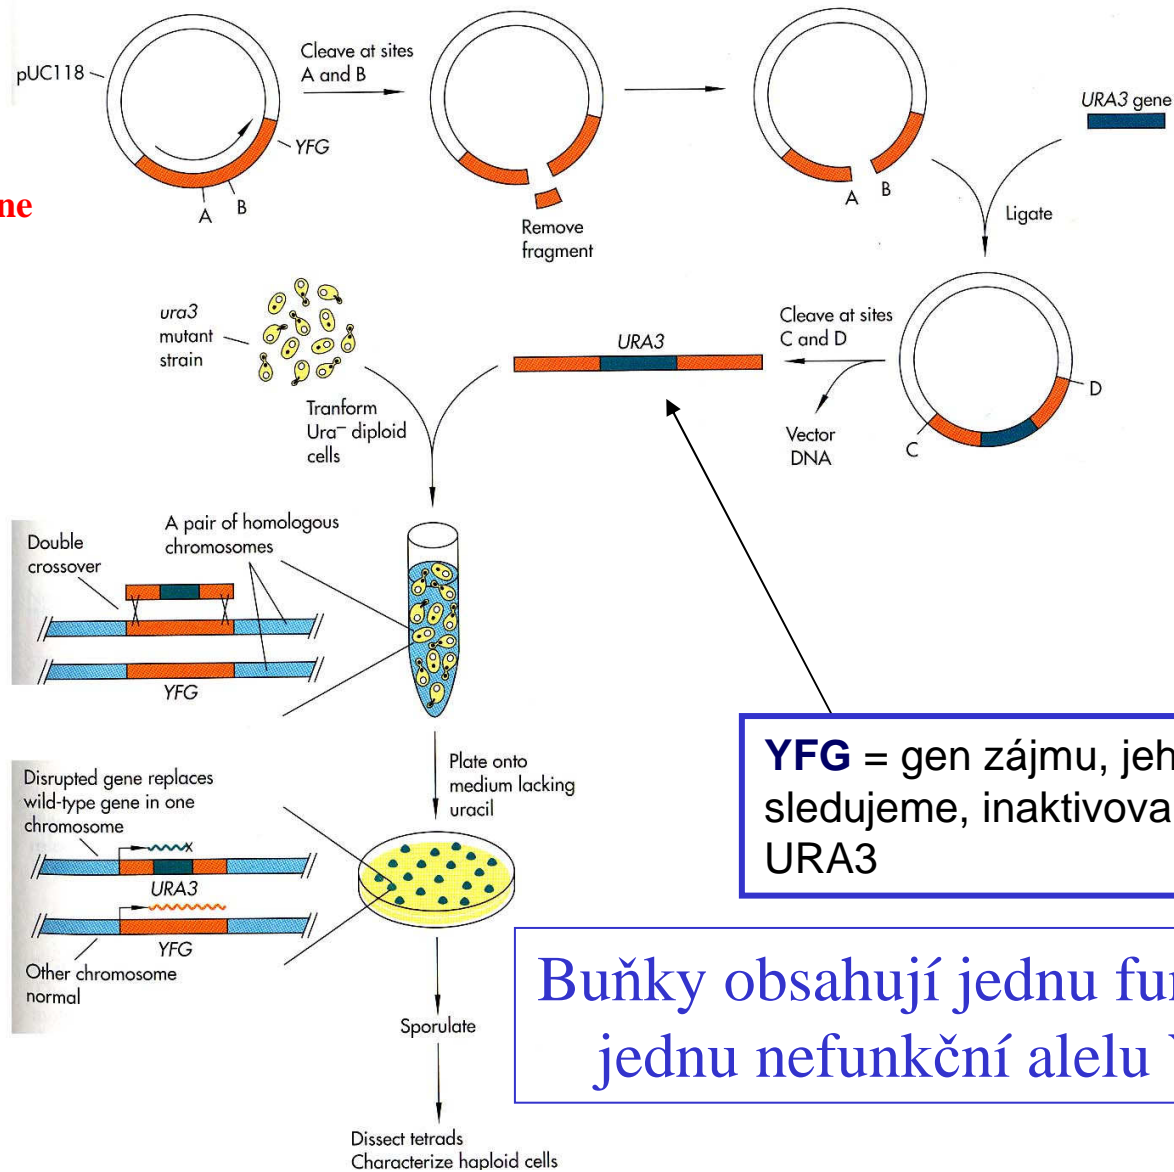 pUC118
Cleave at sites
A and B
YFG
A
B
Remove
fragment
A
B
URA3 gene
Ligate
ne
ura3
mutant
strain
Tranform
Ura⁻ diploid
cells
URA3
Cleave at sites
C and D
Vector
DNA
C
D
Double
crossover
A pair of homologous
chromosomes
YFG
Plate onto
medium lacking
uracil
YFG = gen zájmu, jeh
sledujeme, inaktivova
URA3
Disrupted gene replaces
wild-type gene in one
chromosome
URA3
YFG
Other chromosome
normal
Buňky obsahují jednu fu
jednu nefunkční alelu
Sporulate
Dissect tetrads
Characterize haploid cells